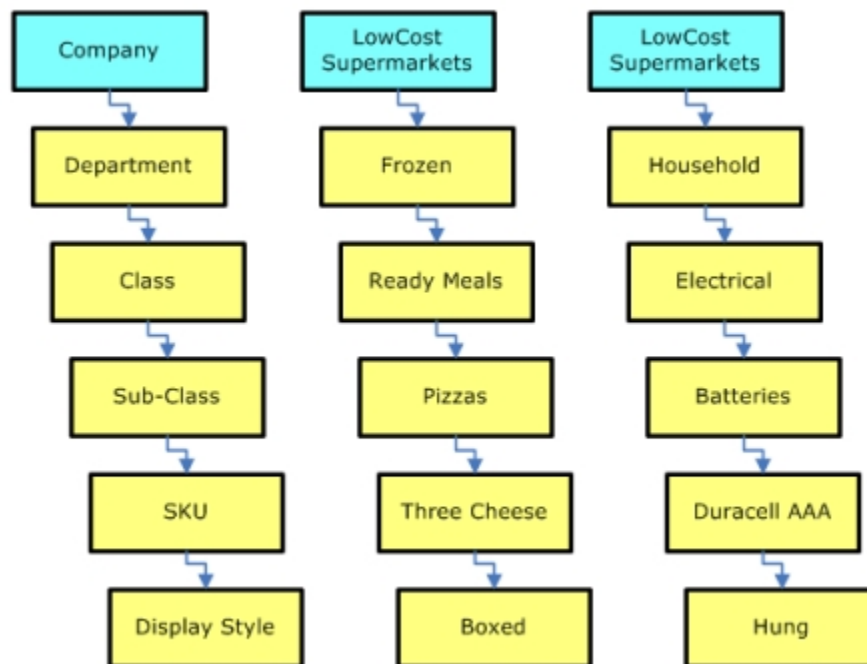 Company
LowCost
Supermarkets
LowCost
Supermarkets
Department
Frozen
Household
Class
Ready Meals
Electrical
Sub-Class
Pizzas
Batteries
SKU
Three Cheese
Duracell AAA
Display Style
Boxed
Hung